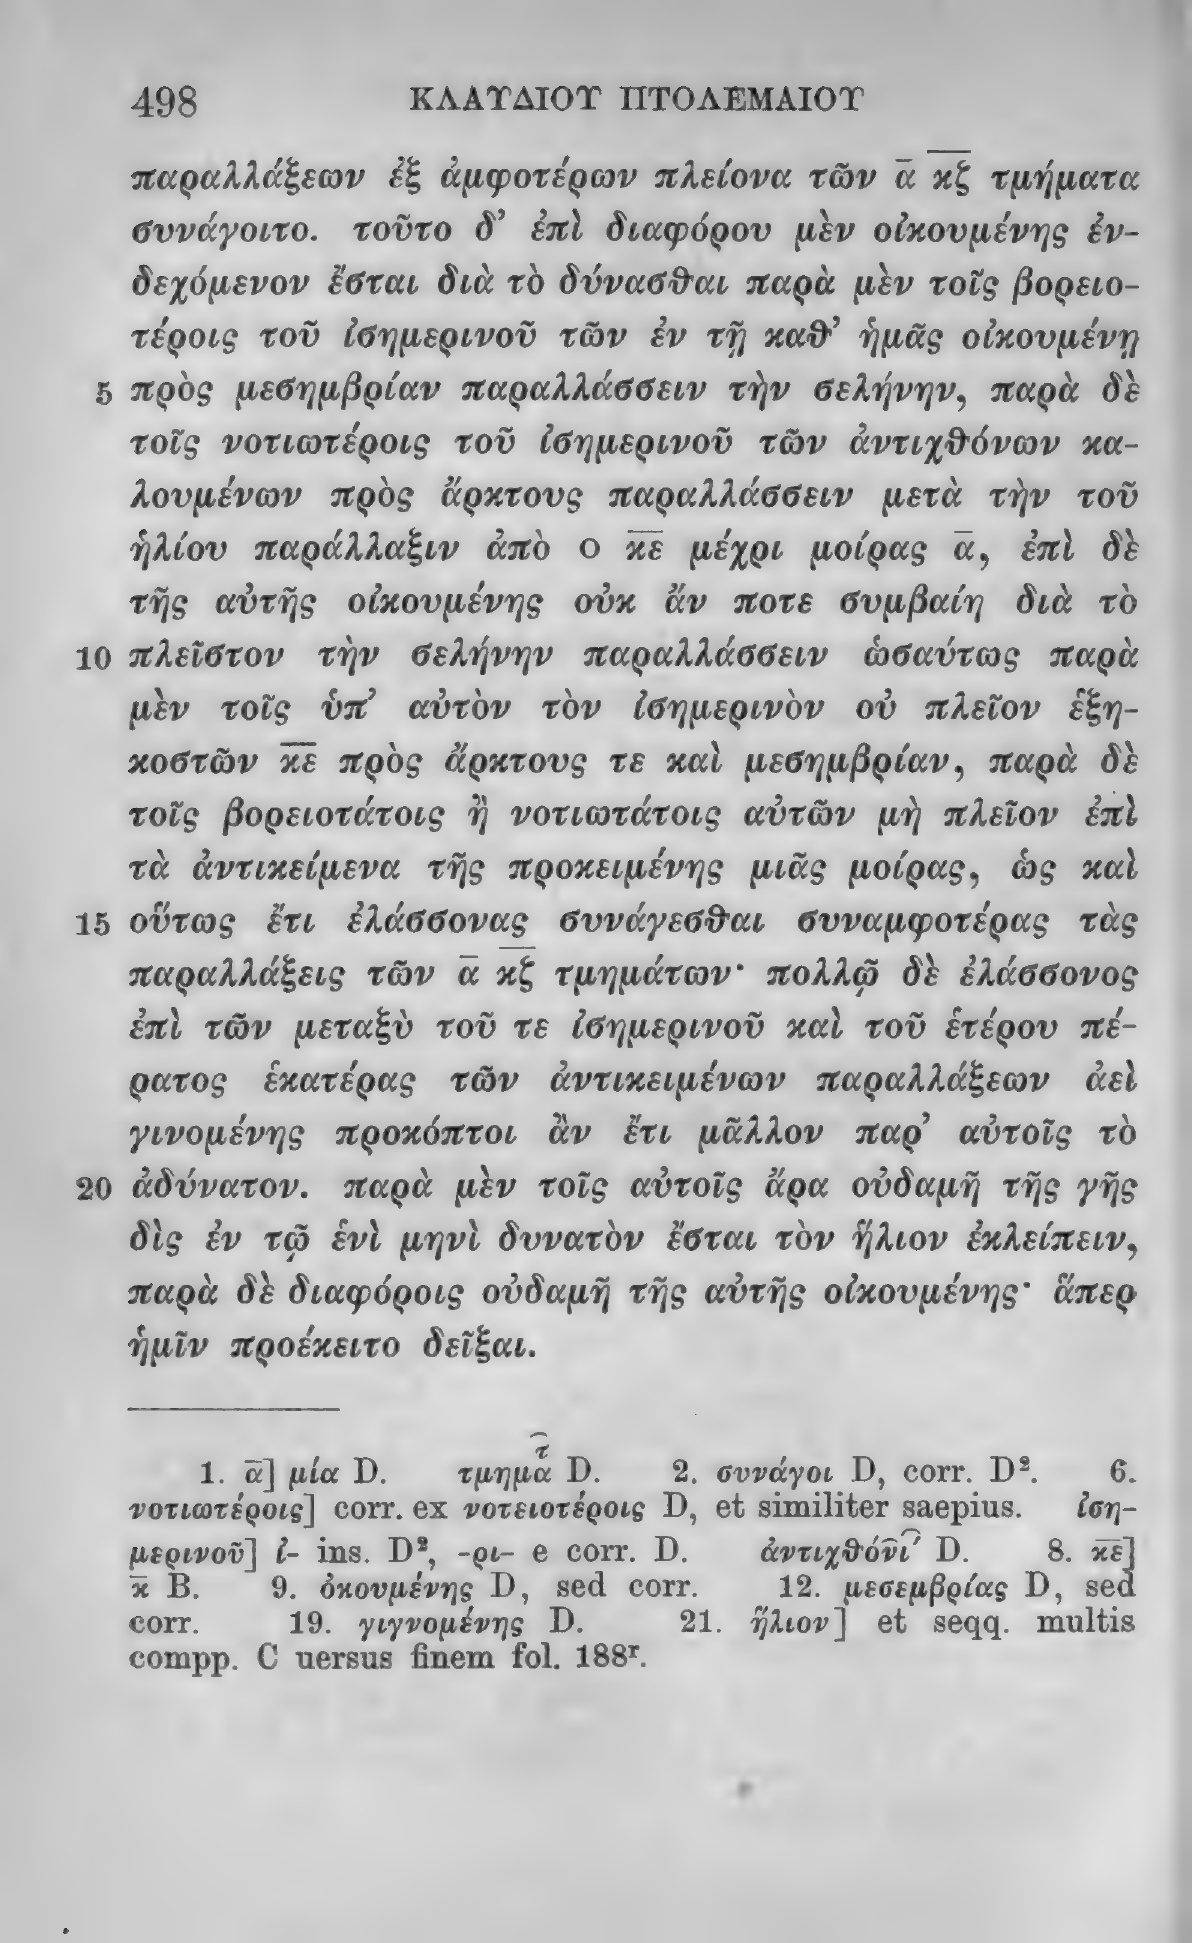 498 ΚΛΑΥΔΙΟΥ ΠΤΟΛΕΜΑΙΟΥ
παραλλάξεων ἐξ ἀμφοτέρων πλείονα τῶν α̅ κ̅ζ̅ τμήματα
συνάγοιτο. τοῦτο δ’ ἐπὶ διαφόρου μὲν οἰκουμένης ἐν-
δεχόμενον ἔσται διὰ τὸ δύνασθαι παρὰ μὲν τοῖς βορειο-
τέροις τοῦ ἰσημερινοῦ τῶν ἐν τῇ καθ’ ἡμᾶς οἰκουμένῃ
5 πρὸς μεσημβρίαν παραλλάσσειν τὴν σελήνην, παρὰ δὲ
τοῖς νοτιωτέροις τοῦ ἰσημερινοῦ τῶν ἀντιχθόνων κα-
λουμένων πρὸς ἄρκτους παραλλάσσειν μετὰ τὴν τοῦ
ἡλίου παράλλαξιν ἀπὸ ο κ̅ε̅ μέχρι μοίρας α̅, ἐπὶ δὲ
τῆς αὐτῆς οἰκουμένης οὐκ ἄν ποτε συμβαίη διὰ τὸ
10 πλεῖστον τὴν σελήνην παραλλάσσειν ὡσαύτως παρὰ
μὲν τοῖς ὑπ’ αὐτὸν τὸν ἰσημερινὸν οὐ πλεῖον ἑξη-
κοστῶν κ̅ε̅ πρὸς ἄρκτους τε καὶ μεσημβρίαν, παρὰ δὲ
τοῖς βορειοτάτοις ἢ νοτιωτάτοις αὐτῶν μὴ πλεῖον ἐπὶ
τὰ ἀντικείμενα τῆς προκειμένης μιᾶς μοίρας, ὡς καὶ
15 οὕτως ἔτι ἐλάσσονας συνάγεσθαι συναμφοτέρας τὰς
παραλλάξεις τῶν α̅ κ̅ζ̅ τμημάτων· πολλῷ δὲ ἐλάσσονος
ἐπὶ τῶν μεταξὺ τοῦ τε ἰσημερινοῦ καὶ τοῦ ἑτέρου πέ-
ρατος ἑκατέρας τῶν ἀντικειμένων παραλλάξεων ἀεὶ
γινομένης προκόπτοι ἂν ἔτι μᾶλλον παρ’ αὐτοῖς τὸ
20 ἀδύνατον. παρὰ μὲν τοῖς αὐτοῖς ἄρα οὐδαμῆ τῆς γῆς
δὶς ἐν τῷ ἑνὶ μηνὶ δυνατὸν ἔσται τὸν ἥλιον ἐκλείπειν,
παρὰ δὲ διαφόροις οὐδαμῆ τῆς αὐτῆς οἰκουμένης· ἅπερ
ἡμῖν προέκειτο δεῖξαι.
1. α̅] μία D. τμημα^τ D. 2. συνάγοι D, corr. D². 6.
νοτιωτέροις] corr. ex νοτειοτέροις D, et similiter saepius. ἰση-
μερινοῦ] ἰ- ins. D², -ρι- e corr. D. ἀντιχθόνι̂́ D. 8. κ̅ε̅]
κ̅ B. 9. ὀκουμένης D, sed corr. 12. μεσεμβρίας D, sed
corr. 19. γιγνομένης D. 21. ἥλιον] et seqq. multis
compp. C uersus finem fol. 188ʳ.